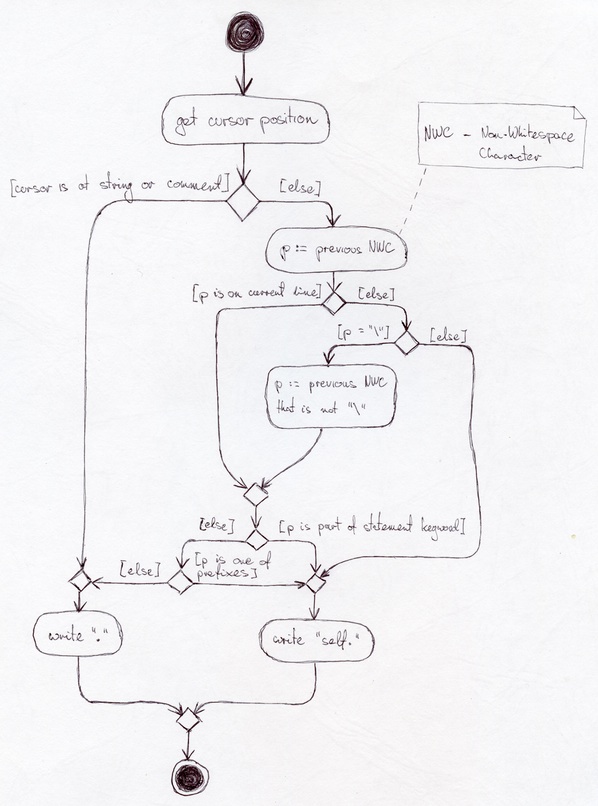 get cursor position
NWC - Non-Whitespace
Character
[cursor is at string or comment]
[else]
p := previous NWC
[p is on current line]
[else]
[p = "\"]
[else]
p := previous NWC
that is not "\"
[else]
[p is part of statement keyword]
[else]
[p is one of
prefixes]
write "."
write "self."